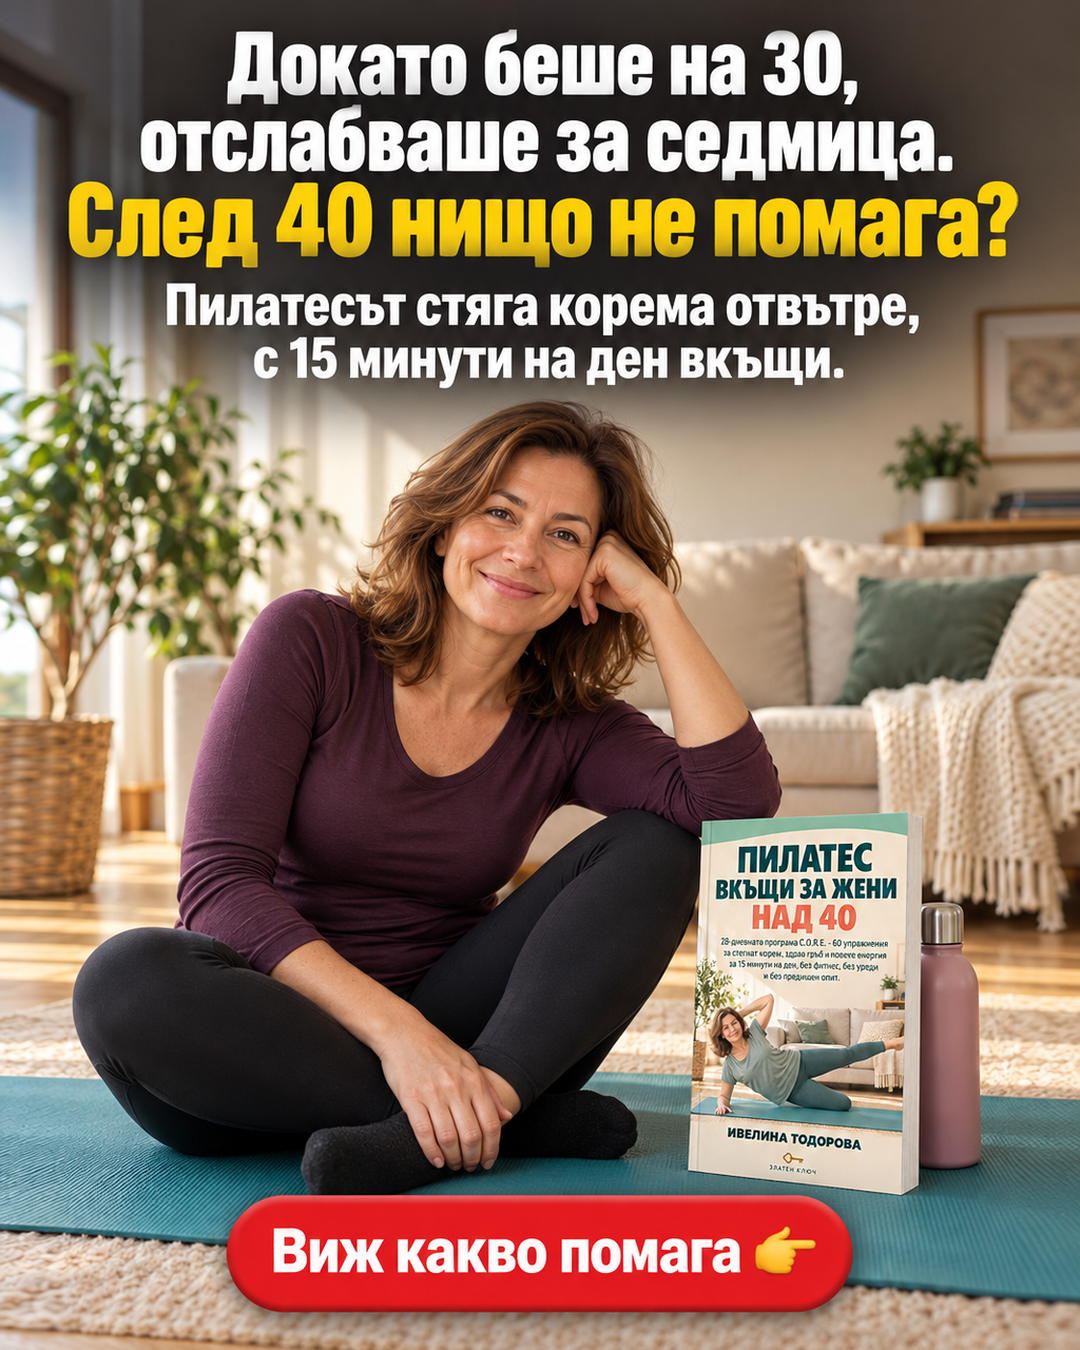 Докато беше на 30,
отслабваше за седмица.
След 40 нищо не помага?
Пилатесът стяга корема отвътре,
с 15 минути на ден вкъщи.
ПИЛАТЕС
ВКЪЩИ ЗА ЖЕНИ
НАД 40
28-дневната програма C.O.R.E. - 60 упражнения
за стегнат корем, здрав гръб и повече енергия
за 15 минути на ден, без фитнес, без уреди
и без предишен опит.
ИВЕЛИНА ТОДОРОВА
ЗЛАТЕН КЛЮЧ
Виж какво помага 👉